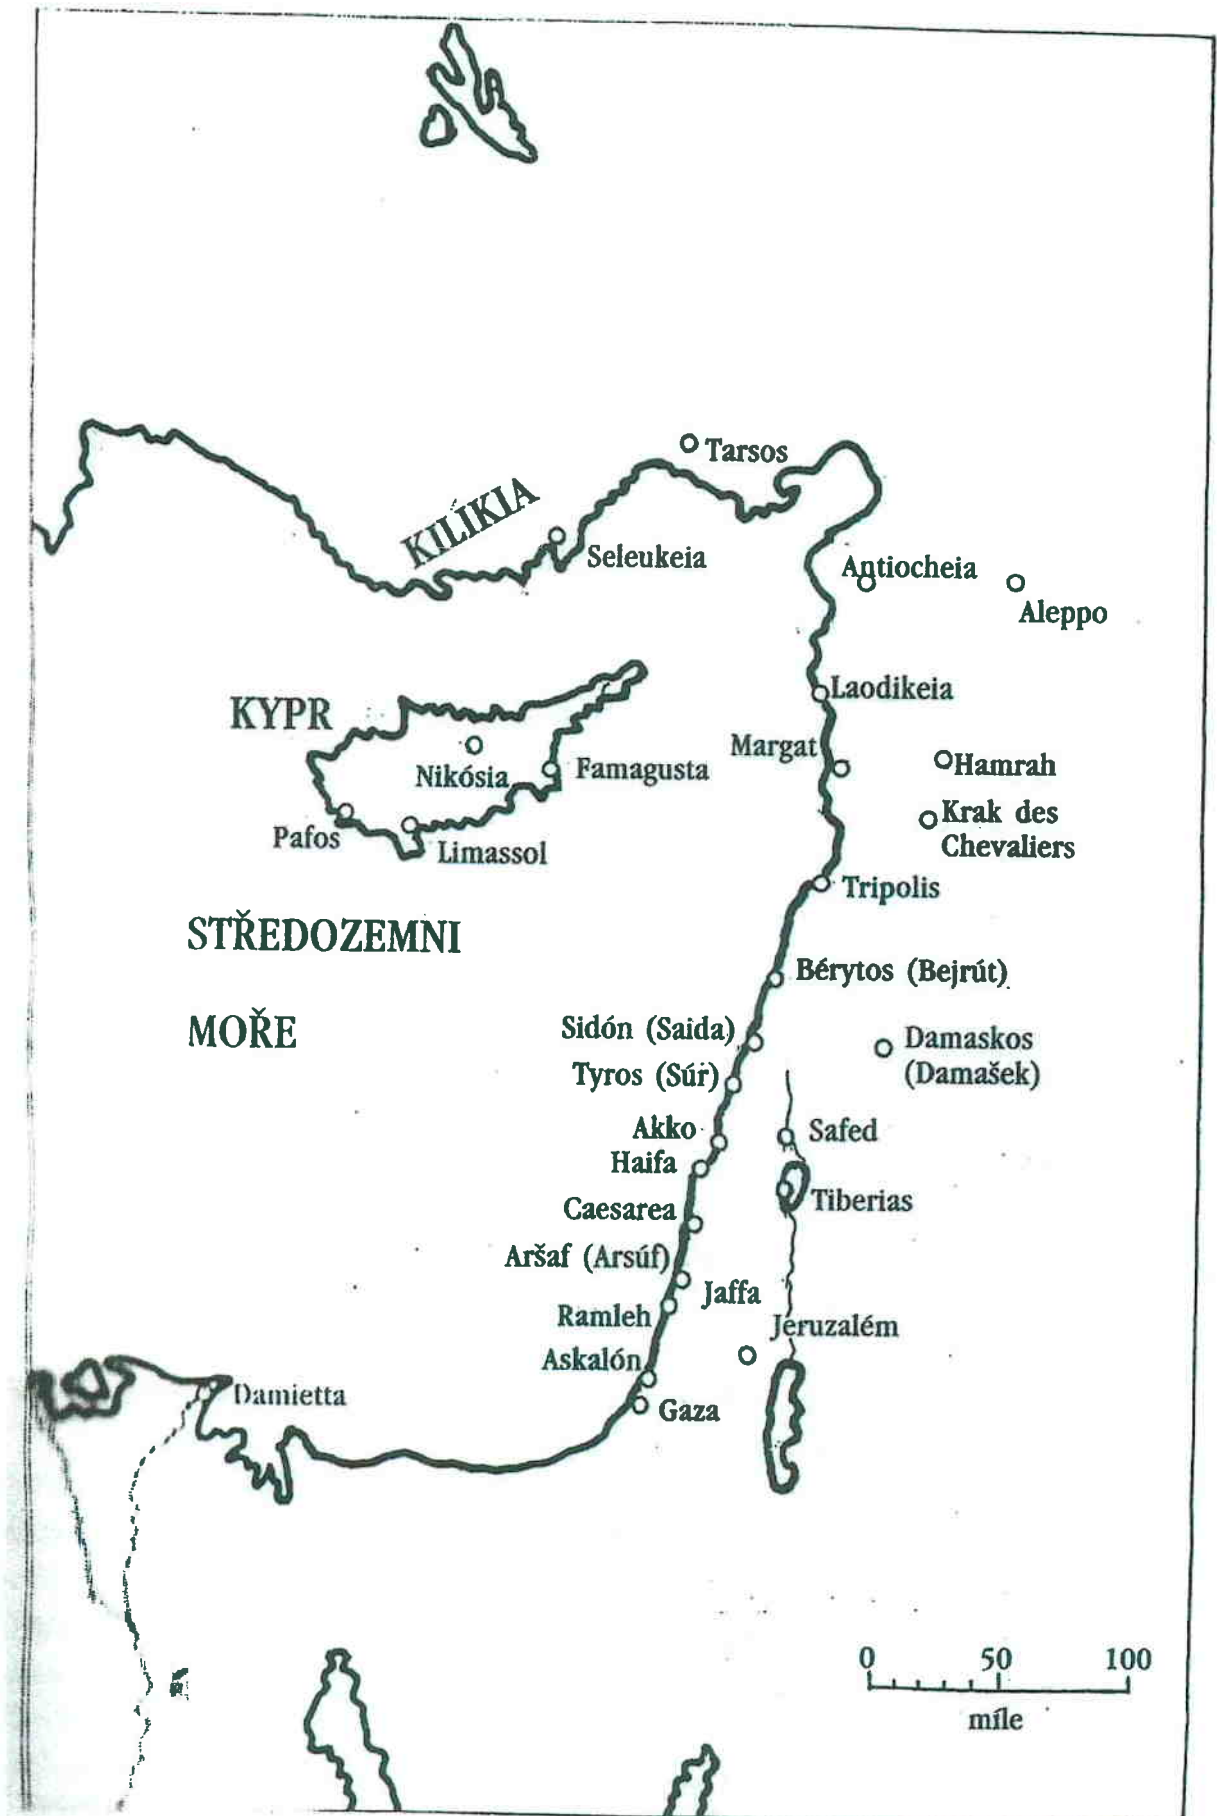 Tarsos
KILÍKIA
Seleukeia
Antiocheia
Aleppo
Laodikeia
KYPR
Margat
Hamrah
Nikósia
Famagusta
Krak des
Chevaliers
Pafos
Limassol
Tripolis
STŘEDOZEMNI
MOŘE
Bérytos (Bejrút)
Sidón (Saida)
Damaskos
(Damašek)
Tyros (Súr)
Akko
Safed
Haifa
Tiberias
Caesarea
Aršaf (Arsúf)
Jaffa
Ramleh
Jeruzalém
Askalón
Damietta
Gaza
0 50 100
míle